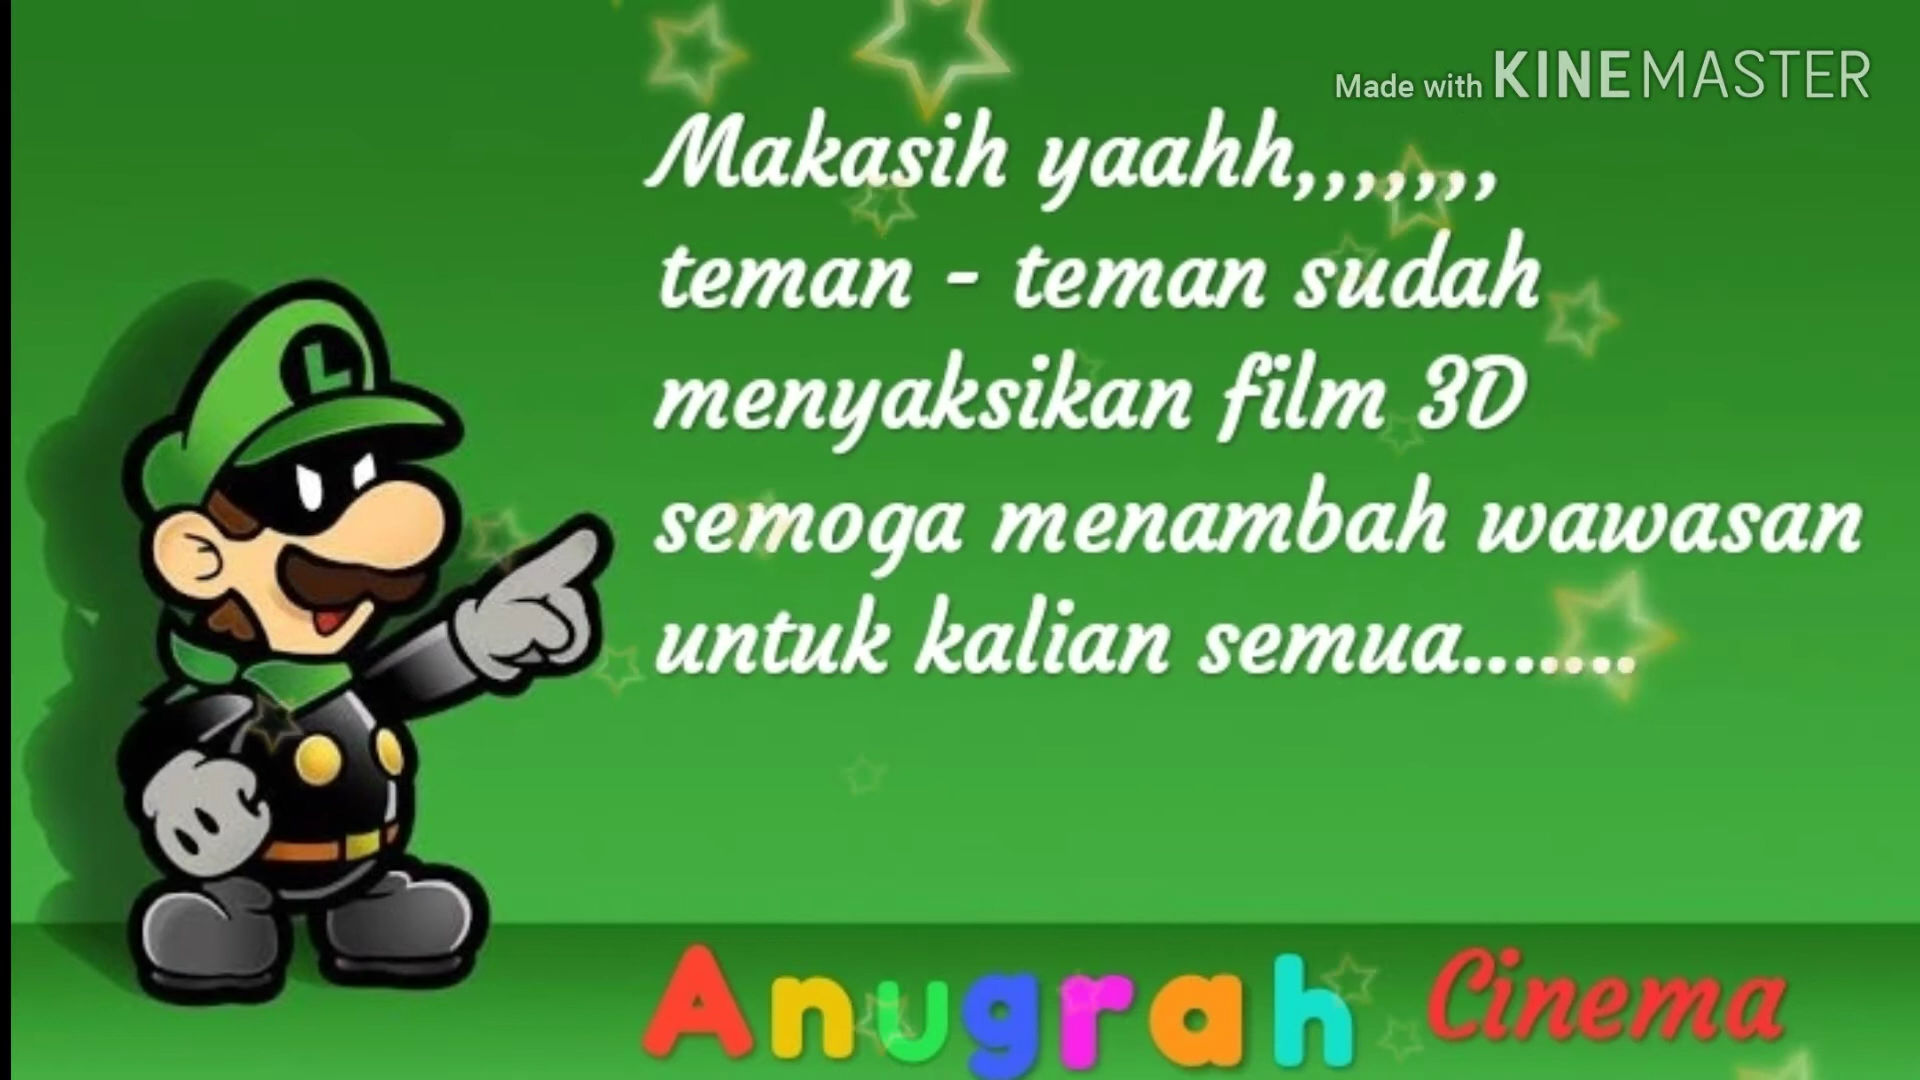 Made with KINEMASTER
Makasih yaahh,,,,,,,
teman - teman sudah
menyaksikan film 3D
semoga menambah wawasan
untuk kalian semua.......
L
Anugrah Cinema